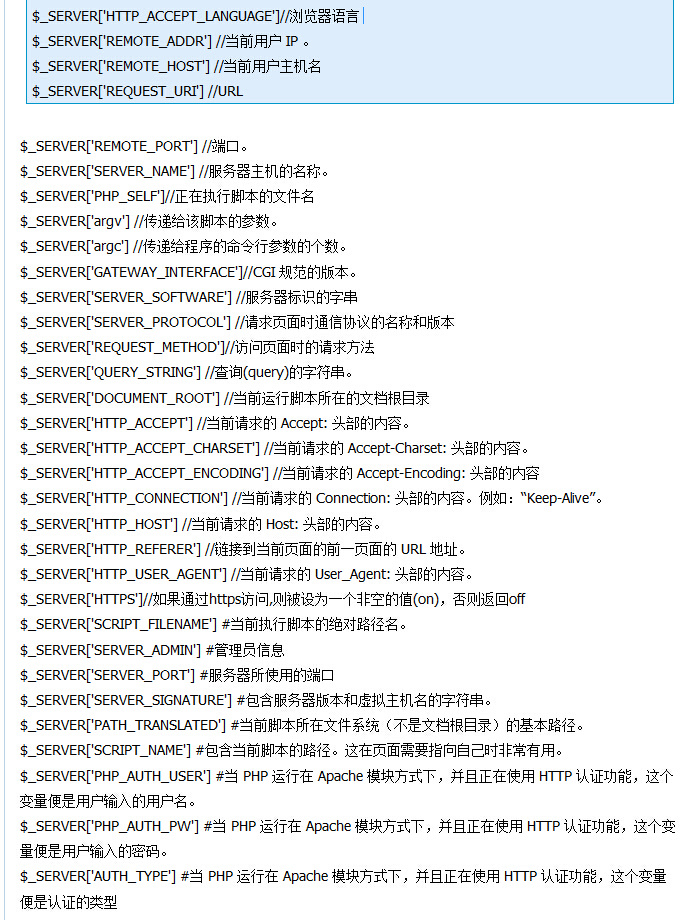 $_SERVER['HTTP_ACCEPT_LANGUAGE']//浏览器语言
$_SERVER['REMOTE_ADDR'] //当前用户 IP 。
$_SERVER['REMOTE_HOST'] //当前用户主机名
$_SERVER['REQUEST_URI'] //URL
$_SERVER['REMOTE_PORT'] //端口。
$_SERVER['SERVER_NAME'] //服务器主机的名称。
$_SERVER['PHP_SELF']//正在执行脚本的文件名
$_SERVER['argv'] //传递给该脚本的参数。
$_SERVER['argc'] //传递给程序的命令行参数的个数。
$_SERVER['GATEWAY_INTERFACE']//CGI 规范的版本。
$_SERVER['SERVER_SOFTWARE'] //服务器标识的字串
$_SERVER['SERVER_PROTOCOL'] //请求页面时通信协议的名称和版本
$_SERVER['REQUEST_METHOD']//访问页面时的请求方法
$_SERVER['QUERY_STRING'] //查询(query)的字符串。
$_SERVER['DOCUMENT_ROOT'] //当前运行脚本所在的文档根目录
$_SERVER['HTTP_ACCEPT'] //当前请求的 Accept: 头部的内容。
$_SERVER['HTTP_ACCEPT_CHARSET'] //当前请求的 Accept-Charset: 头部的内容。
$_SERVER['HTTP_ACCEPT_ENCODING'] //当前请求的 Accept-Encoding: 头部的内容
$_SERVER['HTTP_CONNECTION'] //当前请求的 Connection: 头部的内容。例如：“Keep-Alive”。
$_SERVER['HTTP_HOST'] //当前请求的 Host: 头部的内容。
$_SERVER['HTTP_REFERER'] //链接到当前页面的前一页面的 URL 地址。
$_SERVER['HTTP_USER_AGENT'] //当前请求的 User_Agent: 头部的内容。
$_SERVER['HTTPS']//如果通过https访问,则被设为一个非空的值(on)，否则返回off
$_SERVER['SCRIPT_FILENAME'] #当前执行脚本的绝对路径名。
$_SERVER['SERVER_ADMIN'] #管理员信息
$_SERVER['SERVER_PORT'] #服务器所使用的端口
$_SERVER['SERVER_SIGNATURE'] #包含服务器版本和虚拟主机名的字符串。
$_SERVER['PATH_TRANSLATED'] #当前脚本所在文件系统（不是文档根目录）的基本路径。
$_SERVER['SCRIPT_NAME'] #包含当前脚本的路径。这在页面需要指向自己时非常有用。
$_SERVER['PHP_AUTH_USER'] #当 PHP 运行在 Apache 模块方式下，并且正在使用 HTTP 认证功能，这个
变量便是用户输入的用户名。
$_SERVER['PHP_AUTH_PW'] #当 PHP 运行在 Apache 模块方式下，并且正在使用 HTTP 认证功能，这个变
量便是用户输入的密码。
$_SERVER['AUTH_TYPE'] #当 PHP 运行在 Apache 模块方式下，并且正在使用 HTTP 认证功能，这个变量
便是认证的类型